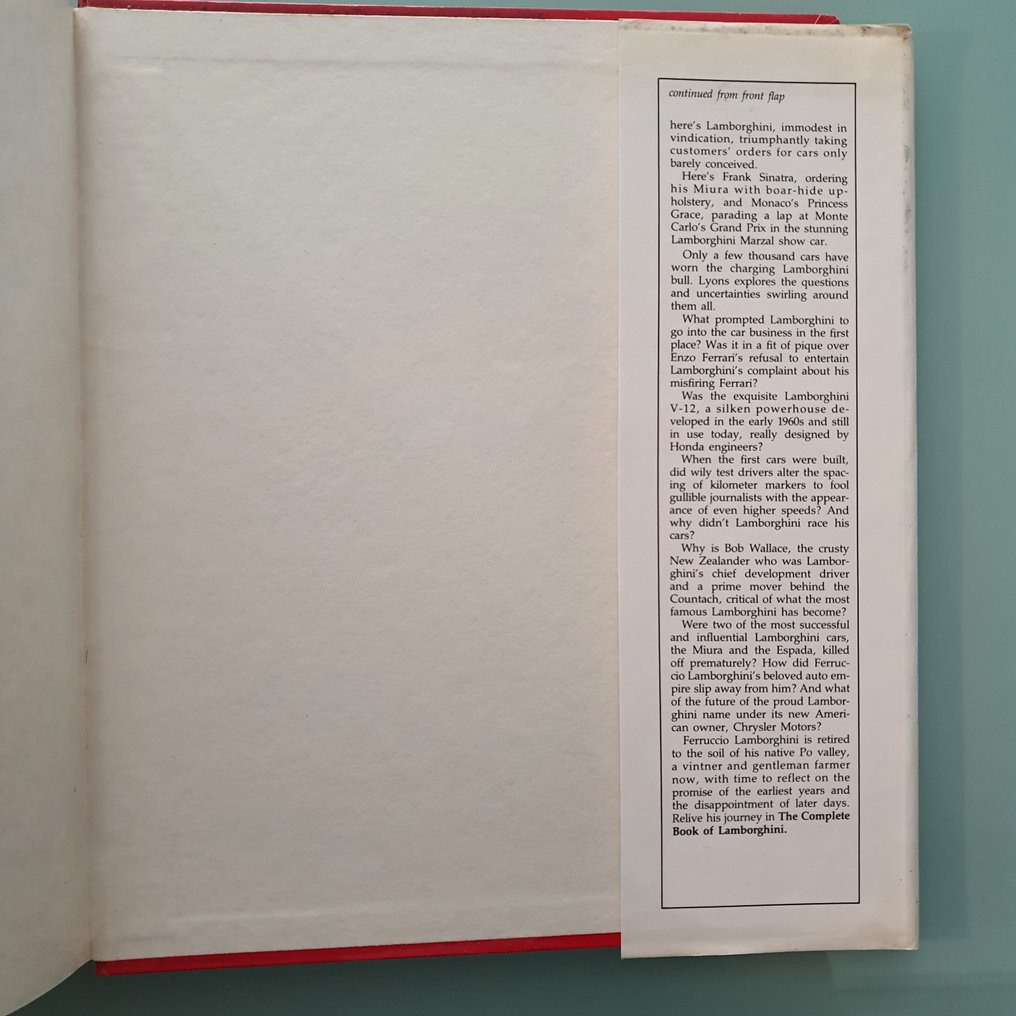 continued from front flap
here's Lamborghini, immodest in
vindication, triumphantly taking
customers' orders for cars only
barely conceived.
Here's Frank Sinatra, ordering
his Miura with boar-hide up-
holstery, and Monaco's Princess
Grace, parading a lap at Monte
Carlo's Grand Prix in the stunning
Lamborghini Marzal show car.
Only a few thousand cars have
worn the charging Lamborghini
bull. Lyons explores the questions
and uncertainties swirling around
them all.
What prompted Lamborghini to
go into the car business in the first
place? Was it in a fit of pique over
Enzo Ferrari's refusal to entertain
Lamborghini's complaint about his
misfiring Ferrari?
Was the exquisite Lamborghini
V-12, a silken powerhouse de-
veloped in the early 1960s and still
in use today, really designed by
Honda engineers?
When the first cars were built,
did wily test drivers alter the spac-
ing of kilometer markers to fool
gullible journalists with the appear-
ance of even higher speeds? And
why didn't Lamborghini race his
cars?
Why is Bob Wallace, the crusty
New Zealander who was Lambor-
ghini's chief development driver
and a prime mover behind the
Countach, critical of what the most
famous Lamborghini has become?
Were two of the most successful
and influential Lamborghini cars,
the Miura and the Espada, killed
off prematurely? How did Ferruc-
cio Lamborghini's beloved auto em-
pire slip away from him? And what
of the future of the proud Lambor-
ghini name under its new Ameri-
can owner, Chrysler Motors?
Ferruccio Lamborghini is retired
to the soil of his native Po valley,
a vintner and gentleman farmer
now, with time to reflect on the
promise of the earliest years and
the disappointment of later days.
Relive his journey in The Complete
Book of Lamborghini.